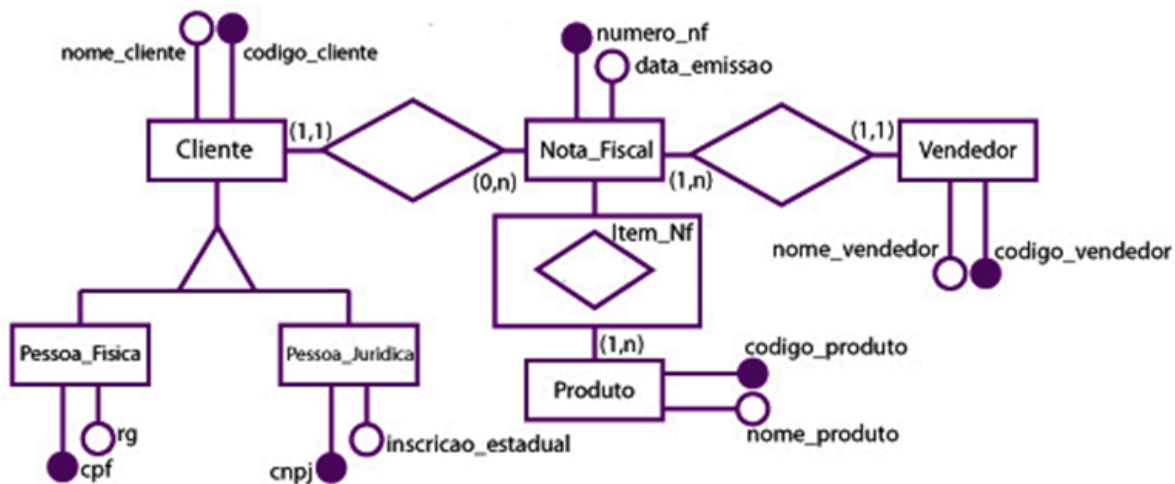 nome_cliente
codigo_cliente
numero_nf
data_emissao
Cliente
(1,1)
(0,n)
Nota_Fiscal
(1,n)
(1,1)
Vendedor
nome_vendedor
codigo_vendedor
Item_Nf
Pessoa_Fisica
Pessoa_Juridica
(1,n)
Produto
codigo_produto
nome_produto
rg
cpf
inscricao_estadual
cnpj